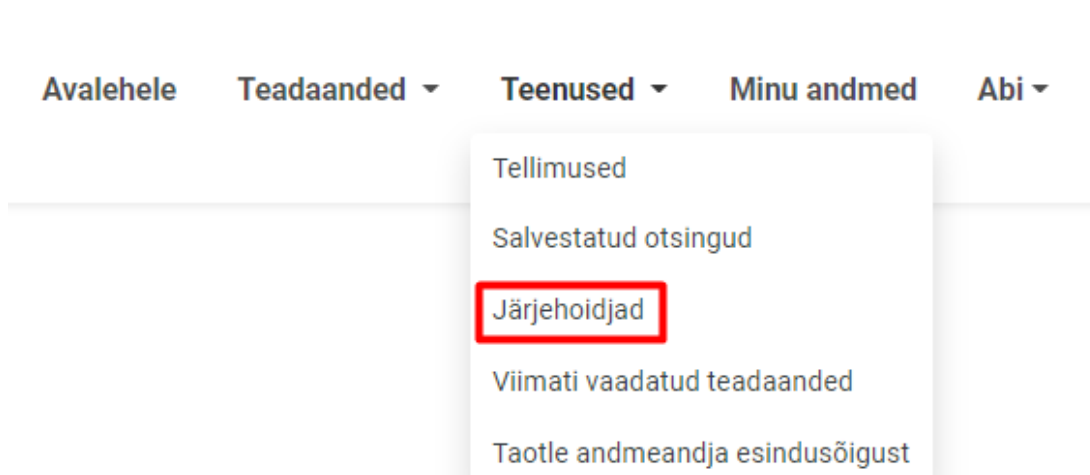 Avalehele Teadaanded Teenused Minu andmed Abi
Tellimused
Salvestatud otsingud
Järjehoidjad
Viimati vaadatud teadaanded
Taotle andmeandja esindusõigust